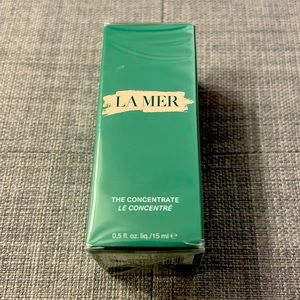 LA MER
THE CONCENTRATE
LE CONCENTRÉ
0.5 fl. oz. liq./15 ml ℮